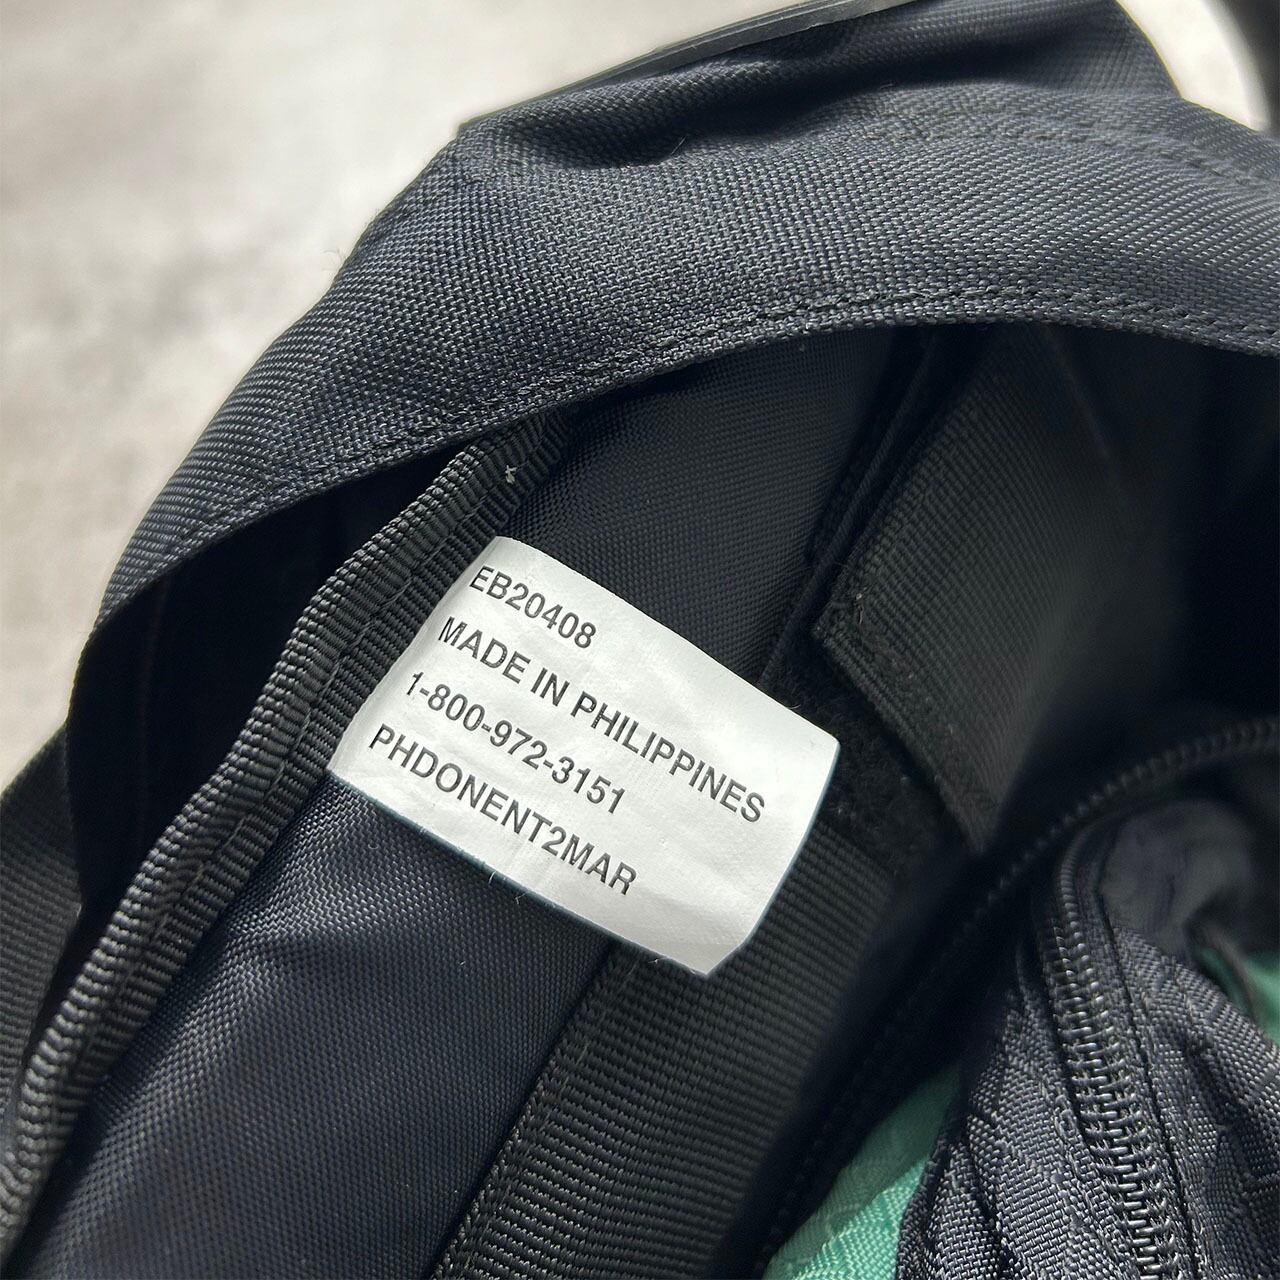 EB20408
MADE IN PHILIPPINES
1-800-972-3151
PHDONENT2MAR